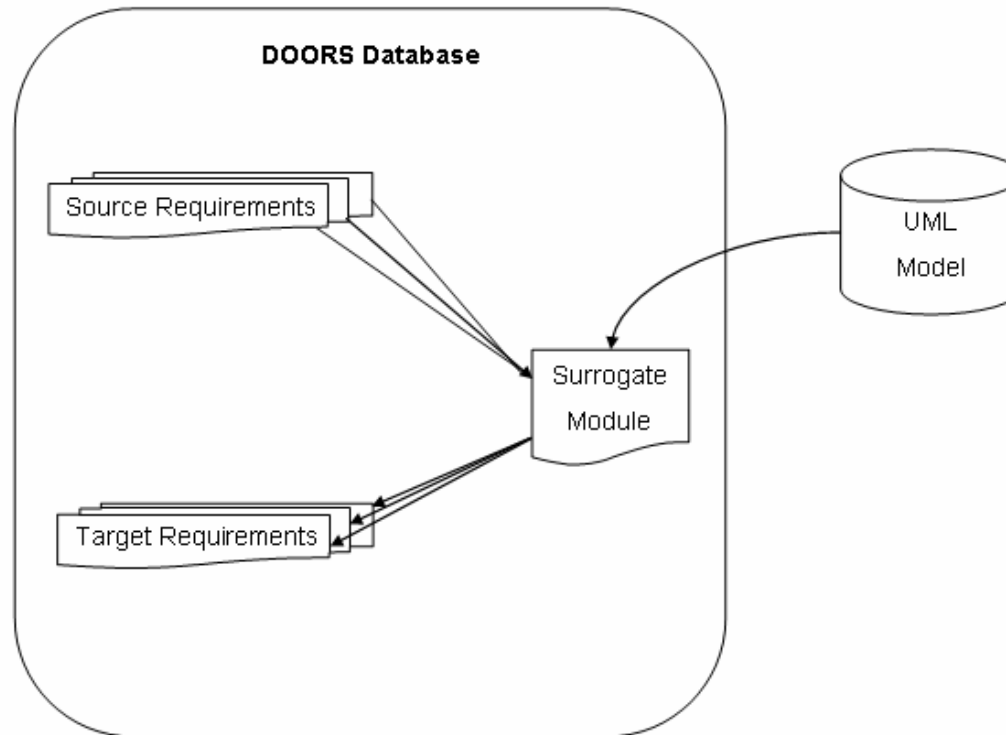 DOORS Database
Source Requirements
UML
Model
Surrogate
Module
Target Requirements